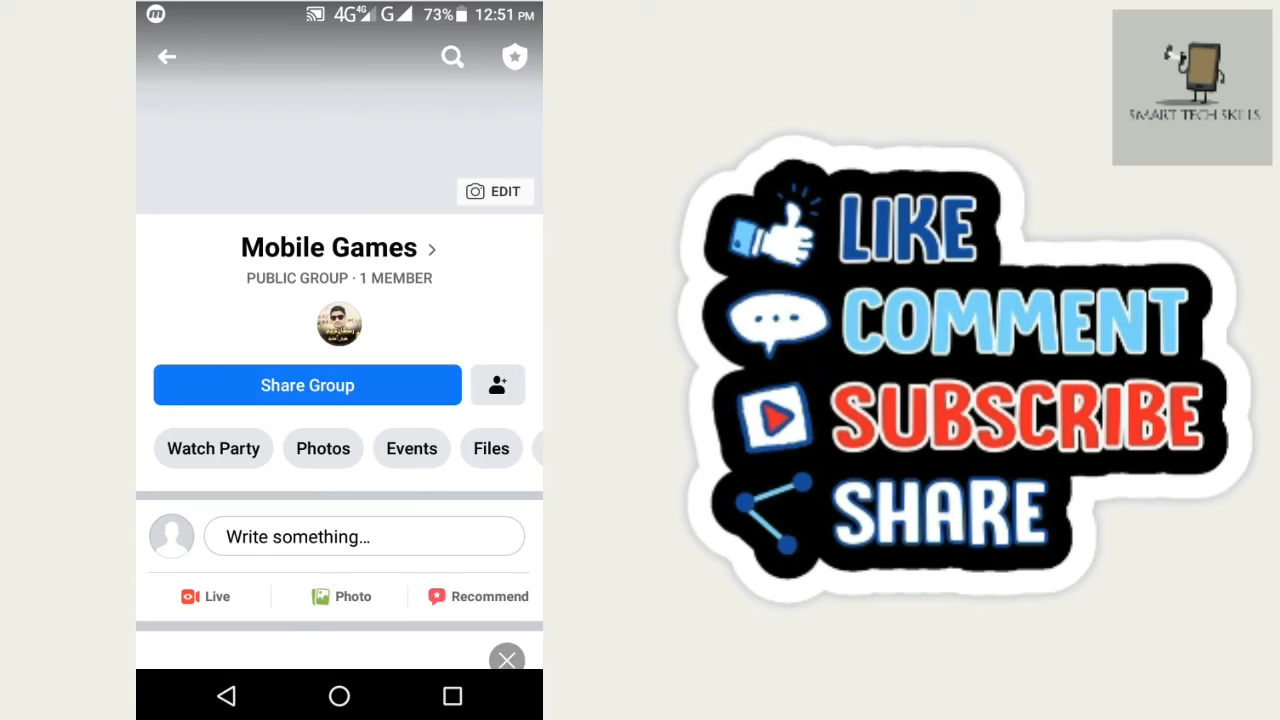 4G 4G G 73% 12:51 PM
EDIT
Mobile Games
PUBLIC GROUP · 1 MEMBER
Share Group
Watch Party Photos Events Files
Write something...
Live Photo Recommend
SMART TECH SKILLS
LIKE
COMMENT
SUBSCRIBE
SHARE